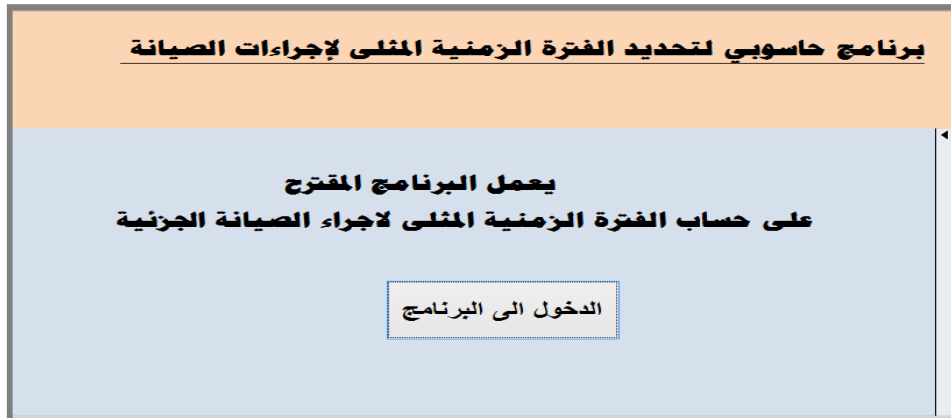 برنامج حاسوبي لتحديد الفترة الزمنية المثلى لإجراءات الصيانة
يعمل البرنامج المقترح
على حساب الفترة الزمنية المثلى لاجراء الصيانة الجزئية
الدخول الى البرنامج